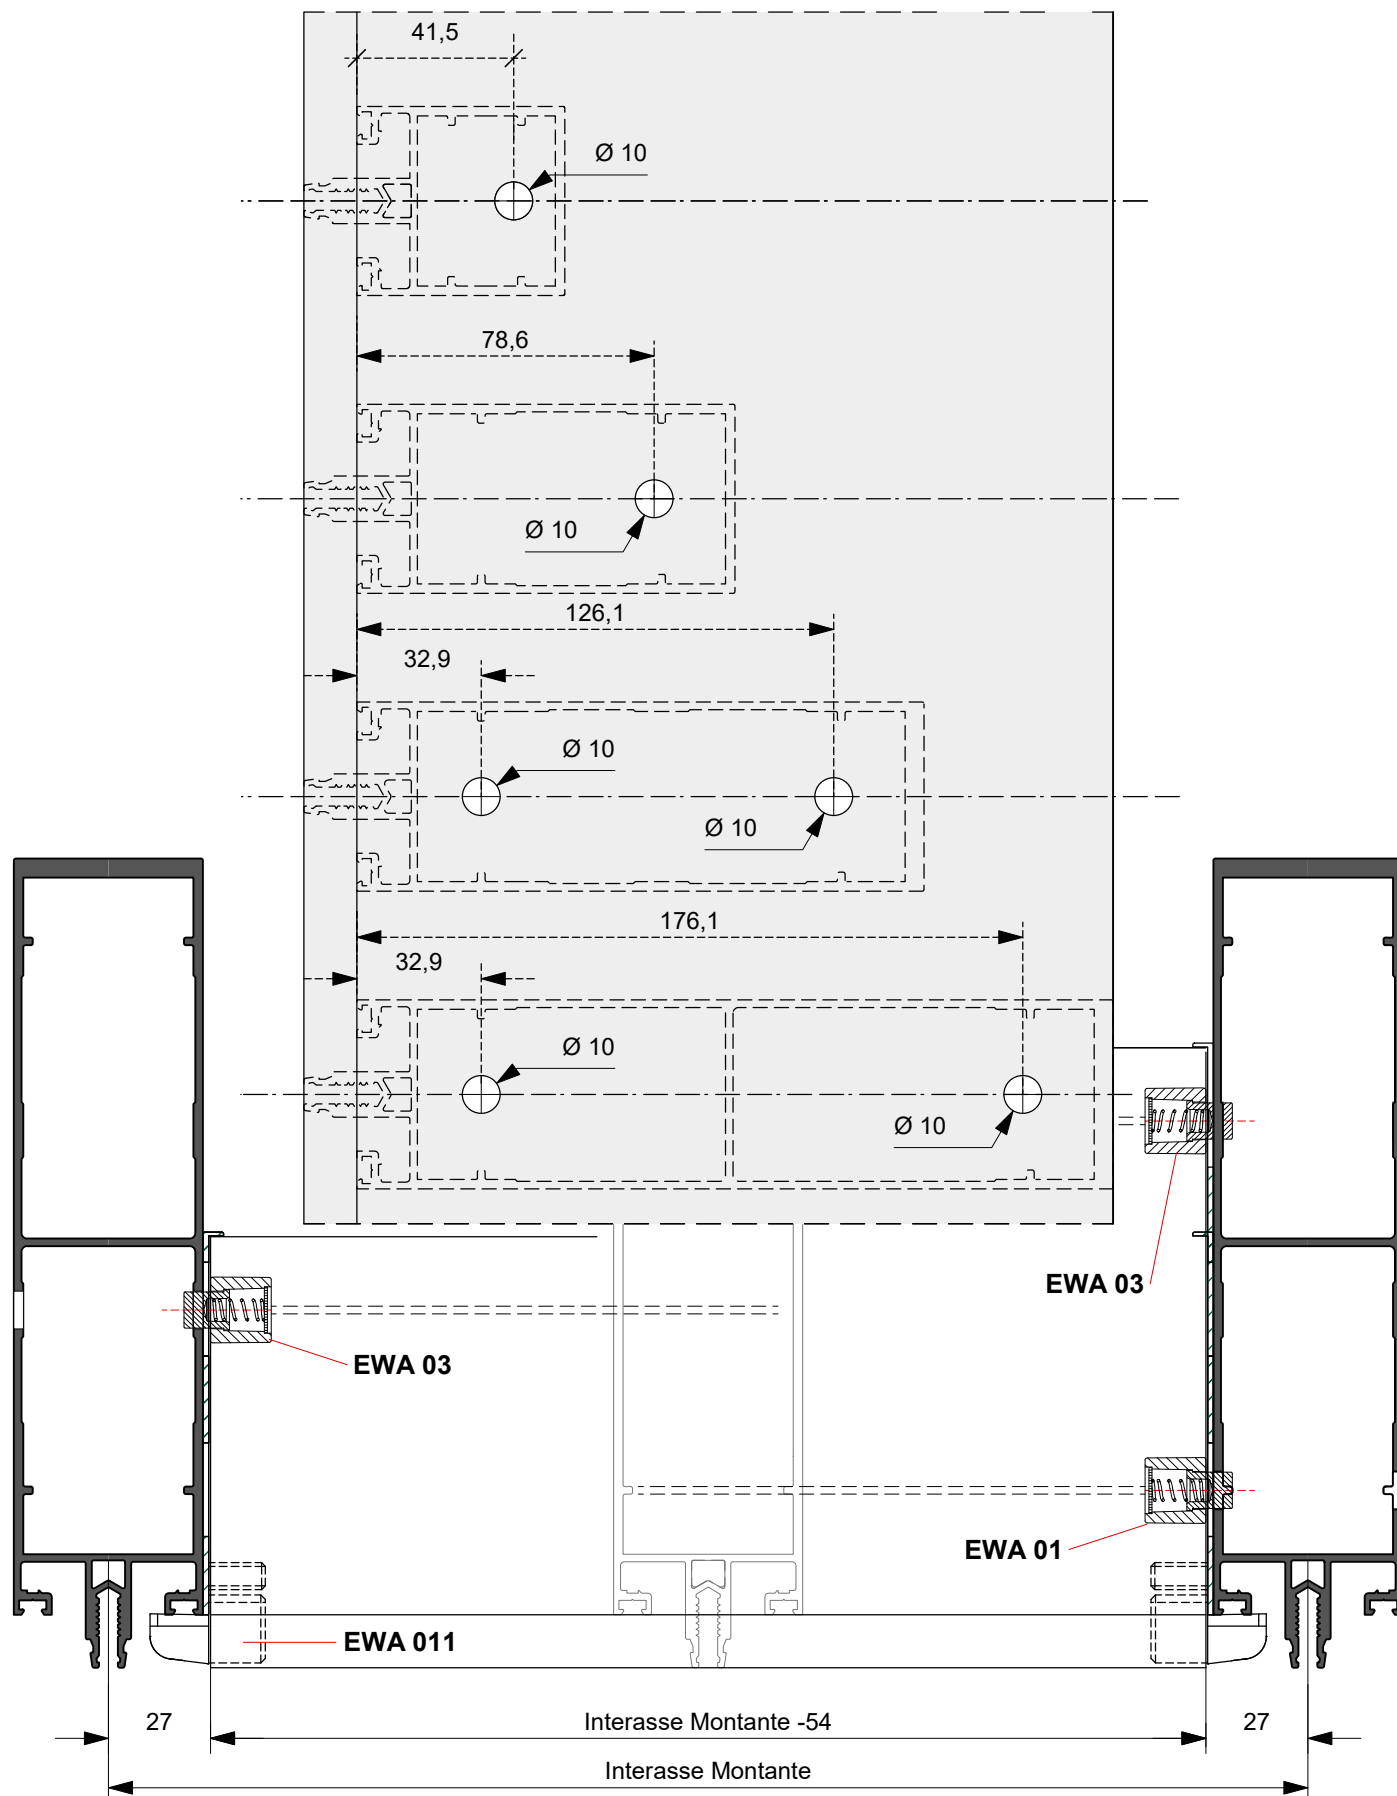 41,5
Ø 10
78,6
Ø 10
126,1
32,9
Ø 10
Ø 10
176,1
32,9
Ø 10
Ø 10
EWA 03
EWA 03
EWA 01
EWA 011
27
Interasse Montante -54
27
Interasse Montante